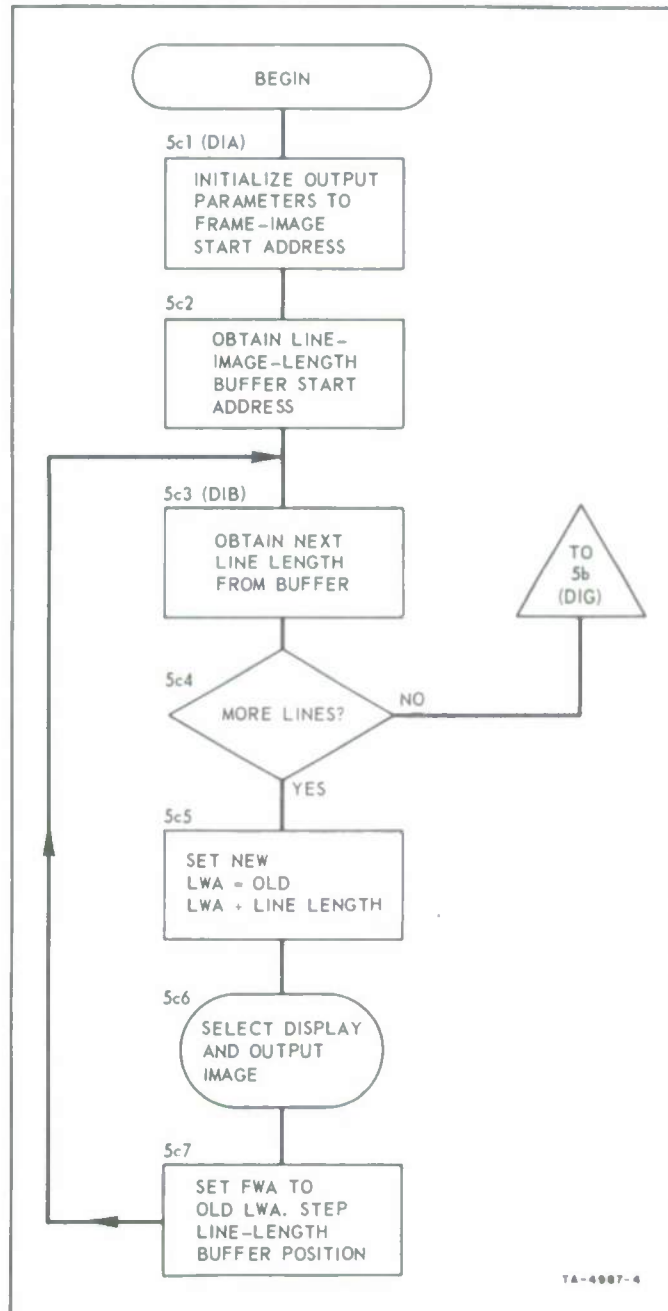 BEGIN
5c1 (DIA)
INITIALIZE OUTPUT
PARAMETERS TO
FRAME-IMAGE
START ADDRESS
5c2
OBTAIN LINE-
IMAGE-LENGTH
BUFFER START
ADDRESS
5c3 (DIB)
OBTAIN NEXT
LINE LENGTH
FROM BUFFER
TO
5b
(DIG)
5c4
MORE LINES?
NO
YES
5c5
SET NEW
LWA = OLD
LWA + LINE LENGTH
5c6
SELECT DISPLAY
AND OUTPUT
IMAGE
5c7
SET FWA TO
OLD LWA. STEP
LINE-LENGTH
BUFFER POSITION
TA-4987-4